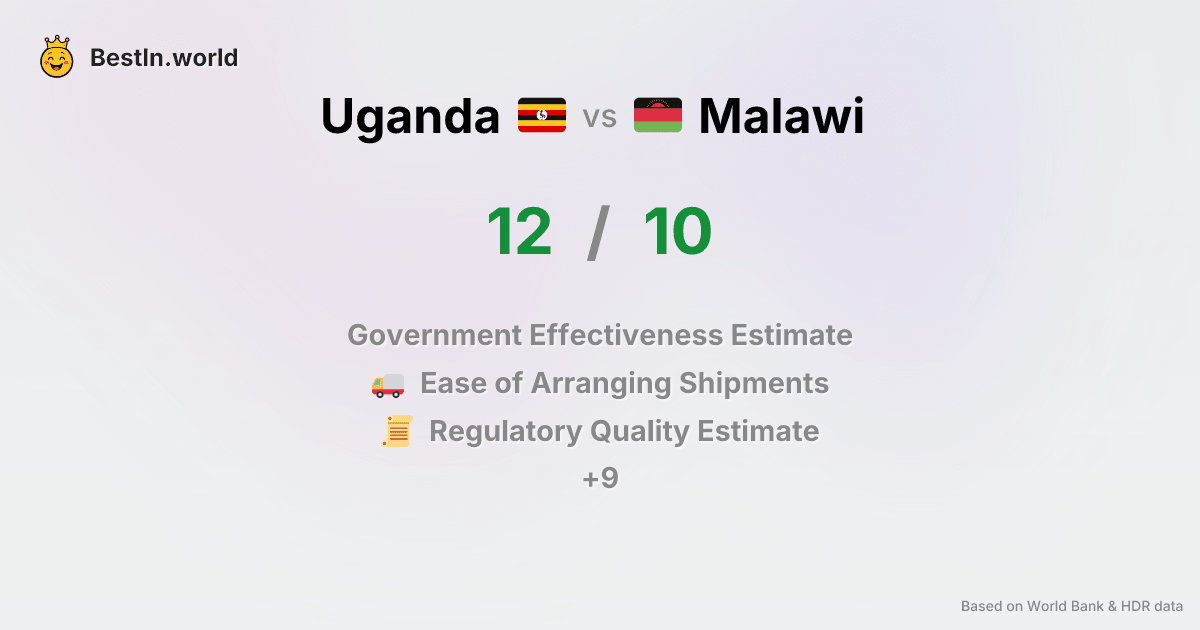 BestIn.world
Uganda vs Malawi
12 / 10
Government Effectiveness Estimate
Ease of Arranging Shipments
Regulatory Quality Estimate
+9
Based on World Bank & HDR data